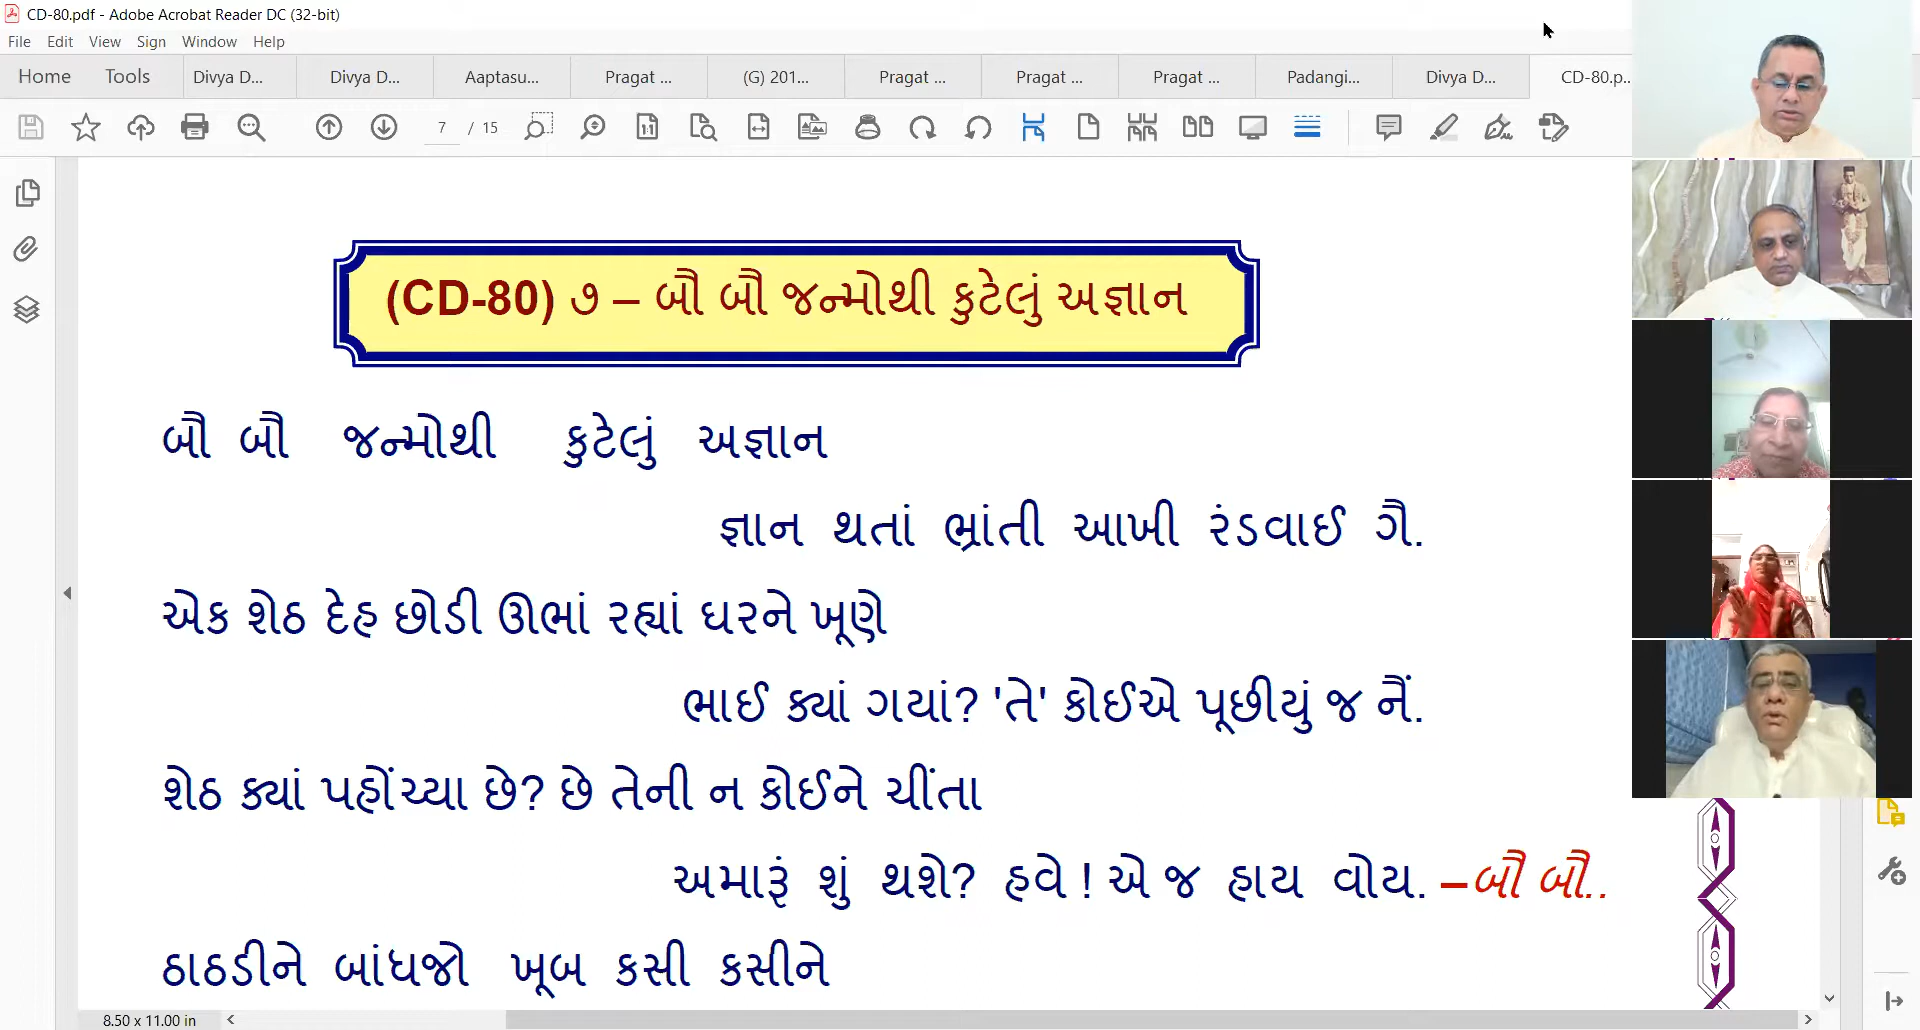 CD-80.pdf - Adobe Acrobat Reader DC (32-bit)
File Edit View Sign Window Help
Home Tools Divya D... Divya D... Aaptasu... Pragat ... (G) 201... Pragat ... Pragat ... Pragat ... Padangi... Divya D... CD-80.p..
7 / 15
(CD-80) ૭ – બૌ બૌ જન્મોથી કુટેલું અજ્ઞાન
બૌ બૌ જન્મોથી કુટેલું અજ્ઞાન
જ્ઞાન થતાં ભ્રાંતી આખી રંડવાઈ ગૈ.
એક શેઠ દેહ છોડી ઊભાં રહ્યાં ઘરને ખૂણે
ભાઈ ક્યાં ગયાં? 'તે' કોઈએ પૂછીયું જ નૈં.
શેઠ ક્યાં પહોંચ્યા છે? છે તેની ન કોઈને ચીંતા
અમારૂં શું થશે? હવે ! એ જ હાય વોય. –બૌ બૌ..
ઠાઠડીને બાંધજો ખૂબ કસી કસીને
8.50 x 11.00 in